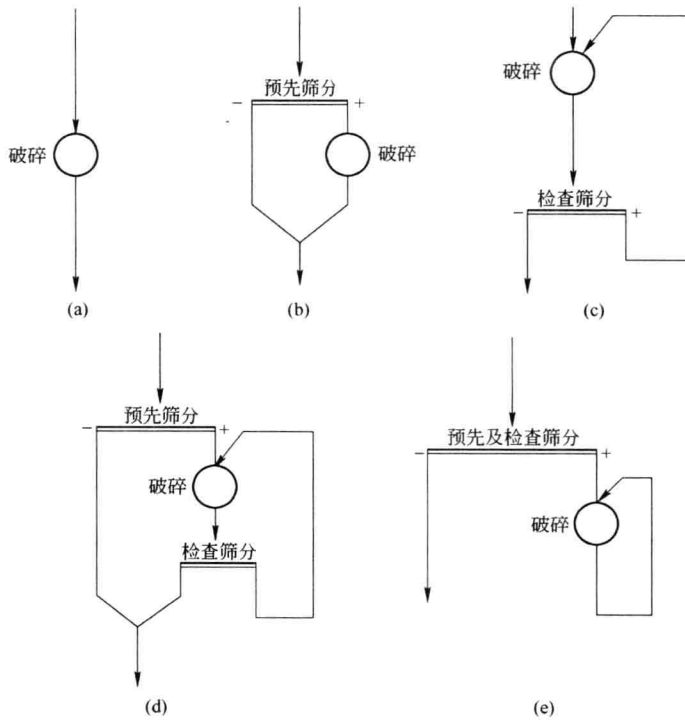 破碎
(a)
预先筛分
- +
破碎
(b)
破碎
检查筛分
- +
(c)
预先筛分
- +
破碎
检查筛分
(d)
预先及检查筛分
- +
破碎
(e)